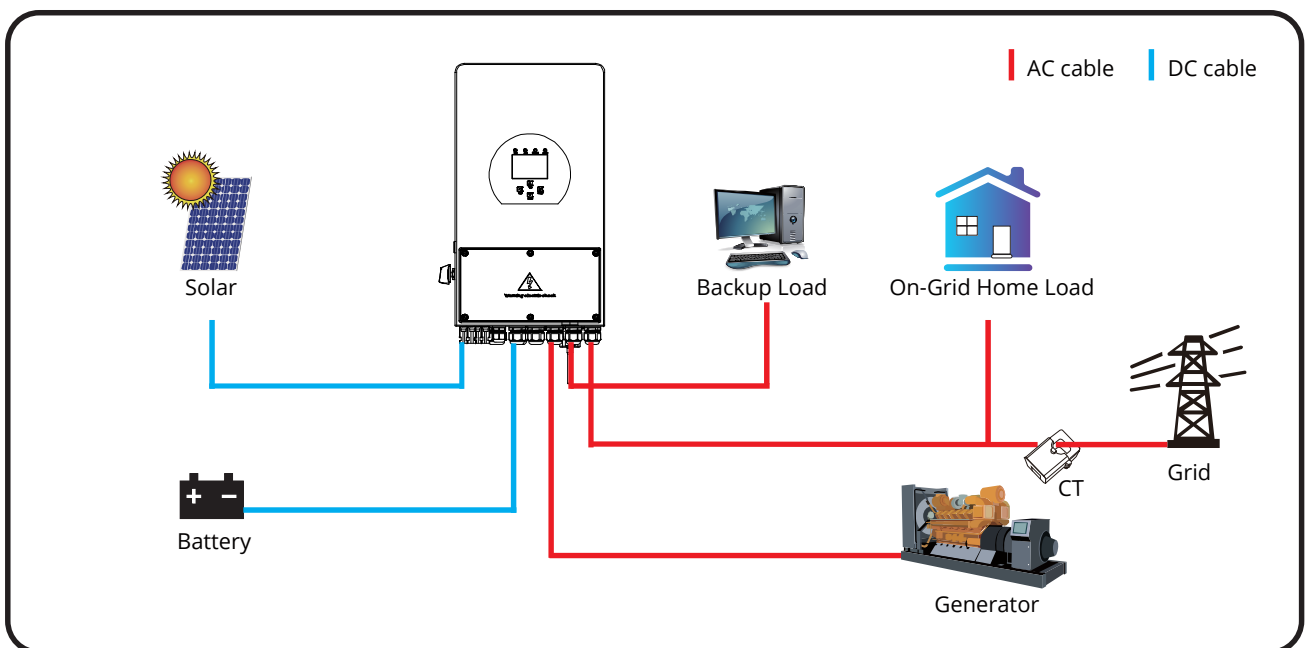 AC cable
DC cable
Solar
Backup Load
On-Grid Home Load
CT
Grid
Battery
Generator